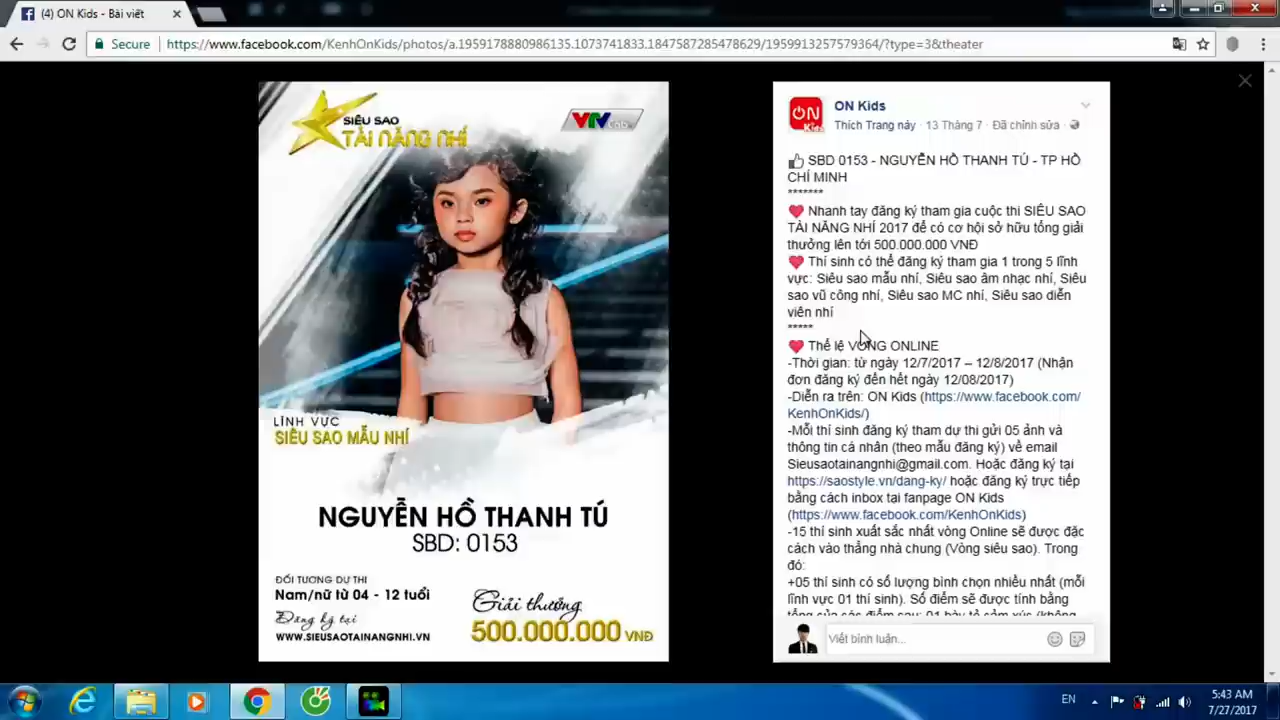 (4) ON Kids - Bài viết
Secure
https://www.facebook.com/KenhOnKids/photos/a.1959178880986135.1073741833.1847587285478629/1959913257579364/?type=3&theater
SIÊU SAO
TÀI NĂNG NHÍ
VTVcab
LĨNH VỰC
SIÊU SAO MẪU NHÍ
NGUYỄN HỒ THANH TÚ
SBD: 0153
ĐỐI TƯỢNG DỰ THI
Nam/nữ từ 04 - 12 tuổi
Đăng ký tại
WWW.SIEUSAOTAINANGNHI.VN
Giải thưởng
500.000.000 VNĐ
ON
Kids
ON Kids
Thích Trang này · 13 Tháng 7 · Đã chỉnh sửa ·
SBD 0153 - NGUYỄN HỒ THANH TÚ - TP HỒ
CHÍ MINH
*******
Nhanh tay đăng ký tham gia cuộc thi SIÊU SAO
TÀI NĂNG NHÍ 2017 để có cơ hội sở hữu tổng giải
thưởng lên tới 500.000.000 VNĐ
Thí sinh có thể đăng ký tham gia 1 trong 5 lĩnh
vực: Siêu sao mẫu nhí, Siêu sao âm nhạc nhí, Siêu
sao vũ công nhí, Siêu sao MC nhí, Siêu sao diễn
viên nhí
*****
Thể lệ VÒNG ONLINE
-Thời gian: từ ngày 12/7/2017 – 12/8/2017 (Nhận
đơn đăng ký đến hết ngày 12/08/2017)
-Diễn ra trên: ON Kids (https://www.facebook.com/
KenhOnKids/)
-Mỗi thí sinh đăng ký tham dự thi gửi 05 ảnh và
thông tin cá nhân (theo mẫu đăng ký) về email
Sieusaotainangnhi@gmail.com. Hoặc đăng ký tại
https://saostyle.vn/dang-ky/ hoặc đăng ký trực tiếp
bằng cách inbox tại fanpage ON Kids
(https://www.facebook.com/KenhOnKids)
-15 thí sinh xuất sắc nhất vòng Online sẽ được đặc
cách vào thẳng nhà chung (Vòng siêu sao). Trong
đó:
+05 thí sinh có số lượng bình chọn nhiều nhất (mỗi
lĩnh vực 01 thí sinh). Số điểm sẽ được tính bằng
tổng của các điểm sau: 01 bày tỏ cảm xúc (không
Viết bình luận...
EN
5:43 AM
7/27/2017